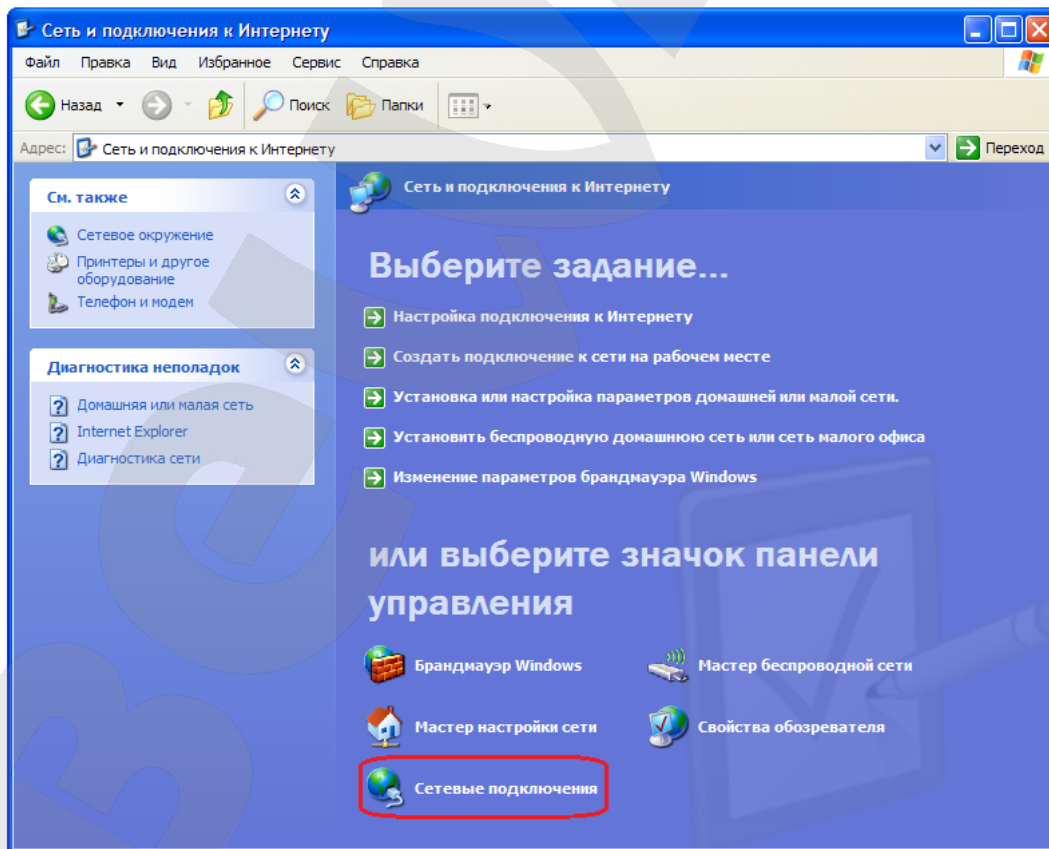 Сеть и подключения к Интернету
Файл Правка Вид Избранное Сервис Справка
Назад Поиск Папки
Адрес: Сеть и подключения к Интернету Переход
См. также
Сетевое окружение
Принтеры и другое
оборудование
Телефон и модем
Диагностика неполадок
Домашняя или малая сеть
Internet Explorer
Диагностика сети
Сеть и подключения к Интернету
Выберите задание...
Настройка подключения к Интернету
Создать подключение к сети на рабочем месте
Установка или настройка параметров домашней или малой сети.
Установить беспроводную домашнюю сеть или сеть малого офиса
Изменение параметров брандмауэра Windows
или выберите значок панели
управления
Брандмауэр Windows Мастер беспроводной сети
Мастер настройки сети Свойства обозревателя
Сетевые подключения